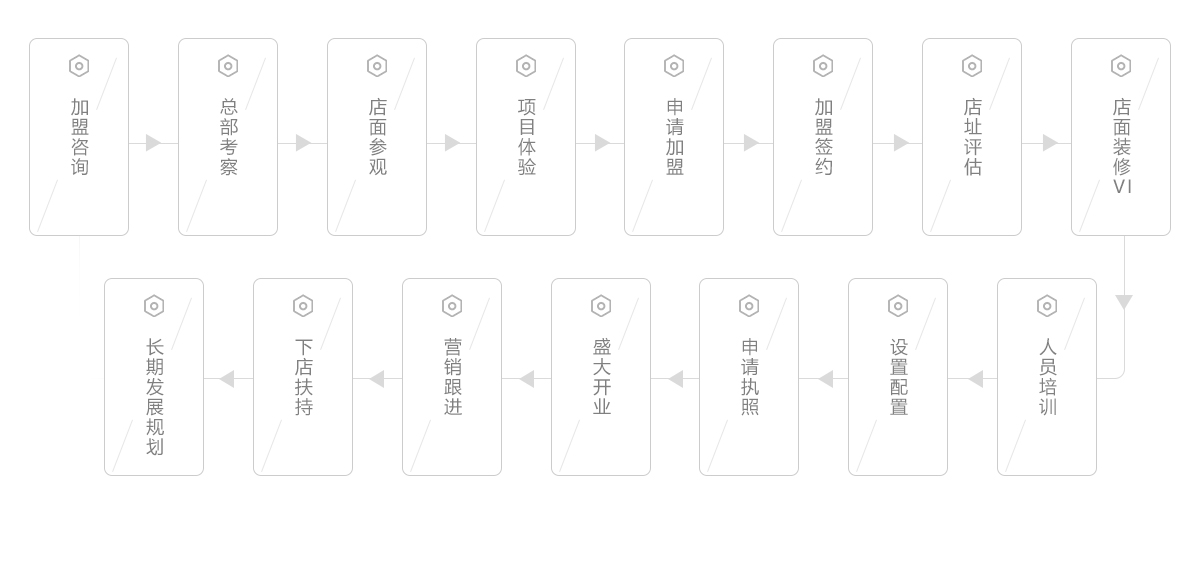 加盟咨询
总部考察
店面参观
项目体验
申请加盟
加盟签约
店址评估
店面装修VI
人员培训
设置配置
申请执照
盛大开业
营销跟进
下店扶持
长期发展规划